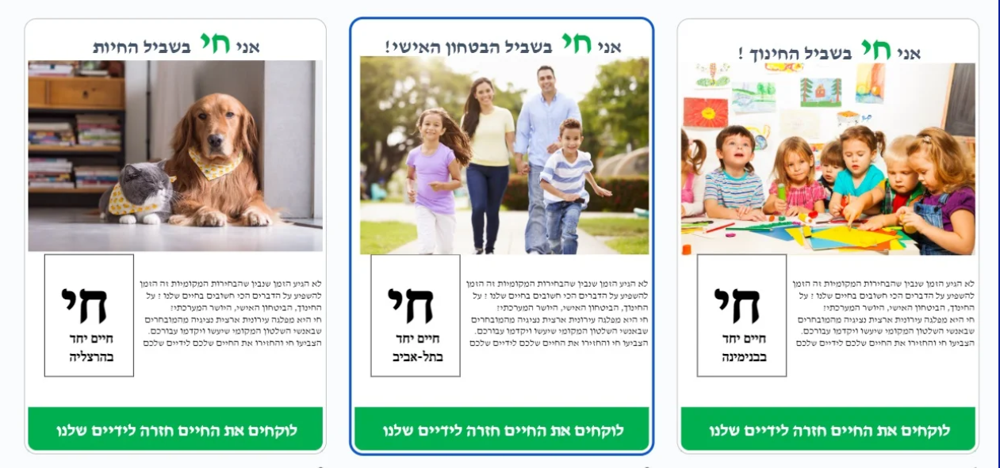 אני חי בשביל החינוך !
לא הגיע הזמן שנבין שהבחירות המקומיות זה הזמן
להשפיע על הדברים הכי חשובים בחיים שלנו ? על
החינוך, הביטחון האישי, היושר המערכתי?
חי היא מפלגה עירונית ארצית נציגיה מהמובחרים
שבאנשי השלטון המקומי שיעשו ויקדמו עבורכם.
הצביעו חי והחזירו את החיים שלכם לידיים שלכם
חי
חיים יחד
בבנימינה
לוקחים את החיים חזרה לידיים שלנו
אני חי בשביל הבטחון האישי!
לא הגיע הזמן שנבין שהבחירות המקומיות זה הזמן
להשפיע על הדברים הכי חשובים בחיים שלנו ? על
החינוך, הביטחון האישי, היושר המערכתי?
חי היא מפלגה עירונית ארצית נציגיה מהמובחרים
שבאנשי השלטון המקומי שיעשו ויקדמו עבורכם.
הצביעו חי והחזירו את החיים שלכם לידיים שלכם
חי
חיים יחד
בתל-אביב
לוקחים את החיים חזרה לידיים שלנו
אני חי בשביל החיות
לא הגיע הזמן שנבין שהבחירות המקומיות זה הזמן
להשפיע על הדברים הכי חשובים בחיים שלנו ? על
החינוך, הביטחון האישי, היושר המערכתי?
חי היא מפלגה עירונית ארצית נציגיה מהמובחרים
שבאנשי השלטון המקומי שיעשו ויקדמו עבורכם.
הצביעו חי והחזירו את החיים שלכם לידיים שלכם
חי
חיים יחד
בהרצליה
לוקחים את החיים חזרה לידיים שלנו